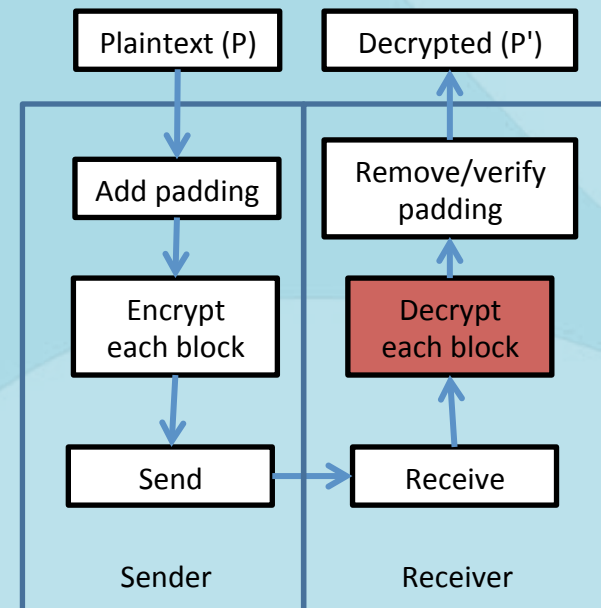 Plaintext (P)
Decrypted (P')
Add padding
Remove/verify
padding
Encrypt
each block
Decrypt
each block
Send
Receive
Sender
Receiver